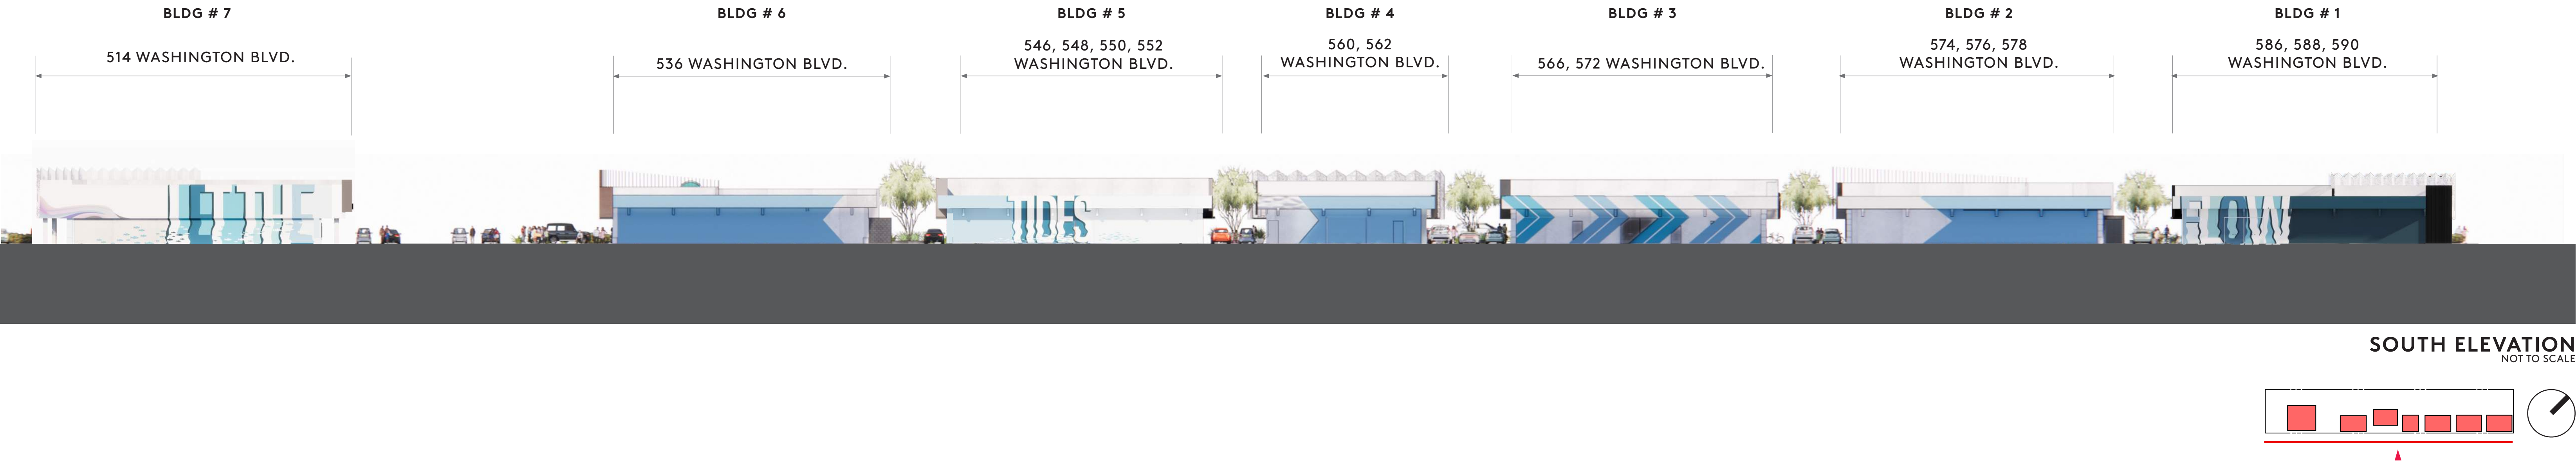 BLDG # 7
514 WASHINGTON BLVD.
BLDG # 6
536 WASHINGTON BLVD.
BLDG # 5
546, 548, 550, 552
WASHINGTON BLVD.
BLDG # 4
560, 562
WASHINGTON BLVD.
BLDG # 3
566, 572 WASHINGTON BLVD.
BLDG # 2
574, 576, 578
WASHINGTON BLVD.
BLDG # 1
586, 588, 590
WASHINGTON BLVD.
TIDES
FLOW
SOUTH ELEVATION
NOT TO SCALE